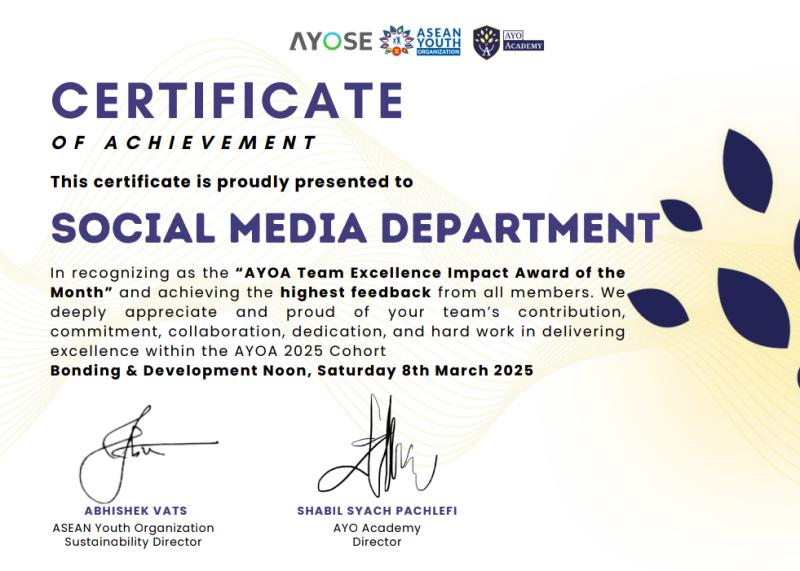 AYOSE ASEAN YOUTH ORGANIZATION AYO ACADEMY
CERTIFICATE
OF ACHIEVEMENT
This certificate is proudly presented to
SOCIAL MEDIA DEPARTMENT
In recognizing as the “AYOA Team Excellence Impact Award of the
Month” and achieving the highest feedback from all members. We
deeply appreciate and proud of your team’s contribution,
commitment, collaboration, dedication, and hard work in delivering
excellence within the AYOA 2025 Cohort
Bonding & Development Noon, Saturday 8th March 2025
ABHISHEK VATS
ASEAN Youth Organization
Sustainability Director
SHABIL SYACH PACHLEFI
AYO Academy
Director